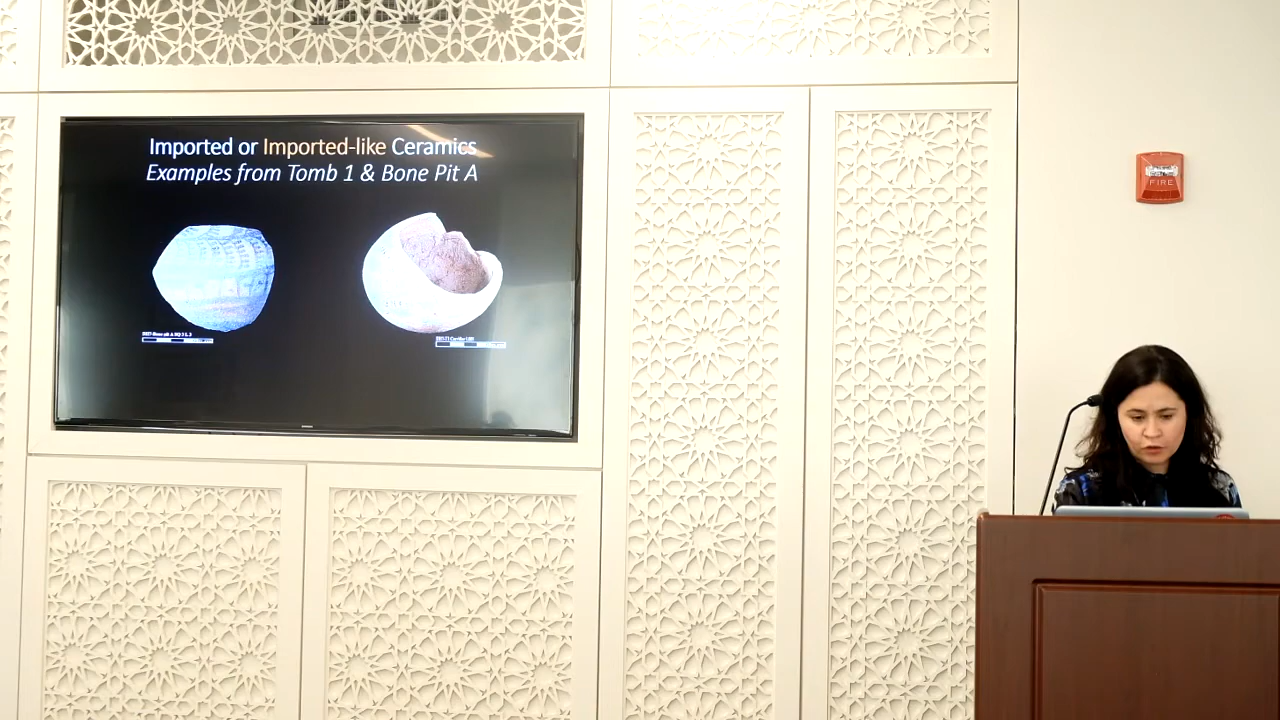 Imported or Imported-like Ceramics
Examples from Tomb 1 & Bone Pit A
FIRE